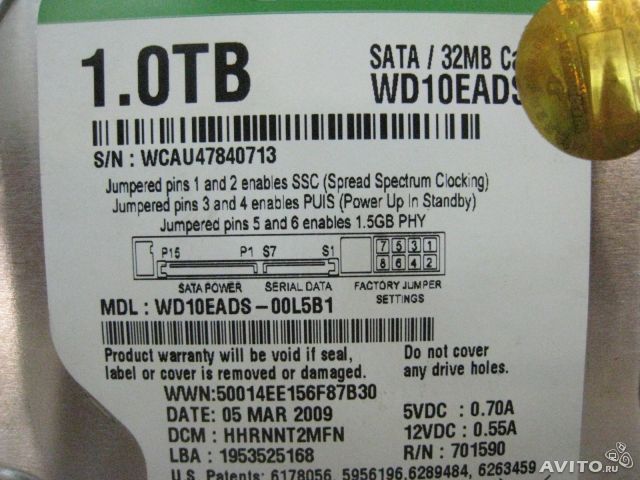 1.0TB
SATA / 32MB
WD10EADS
S/N : WCAU47840713
Jumpered pins 1 and 2 enables SSC (Spread Spectrum Clocking)
Jumpered pins 3 and 4 enables PUIS (Power Up In Standby)
Jumpered pins 5 and 6 enables 1.5GB PHY
P15 P1 S7 S1 7 5 3 1
8 6 4 2
SATA POWER SERIAL DATA FACTORY JUMPER
SETTINGS
MDL : WD10EADS-00L5B1
Product warranty will be void if seal,
label or cover is removed or damaged.
Do not cover
any drive holes.
WWN:50014EE156F87B30
DATE: 05 MAR 2009
DCM : HHRNNT2MFN
LBA : 1953525168
5VDC : 0.70A
12VDC : 0.55A
R/N : 701590
U.S. Patents: 6178056, 5956196,6289484, 6263459
AVITO.ru